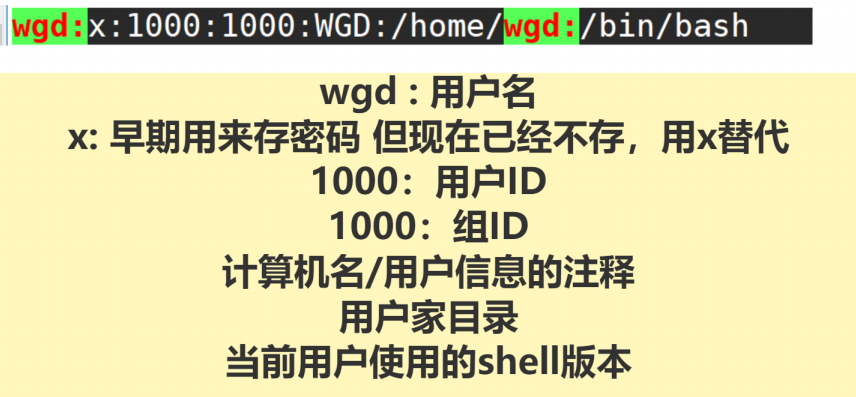 wgd:x:1000:1000:WGD:/home/wgd:/bin/bash
wgd : 用户名
x: 早期用来存密码 但现在已经不存，用x替代
1000：用户ID
1000：组ID
计算机名/用户信息的注释
用户家目录
当前用户使用的shell版本